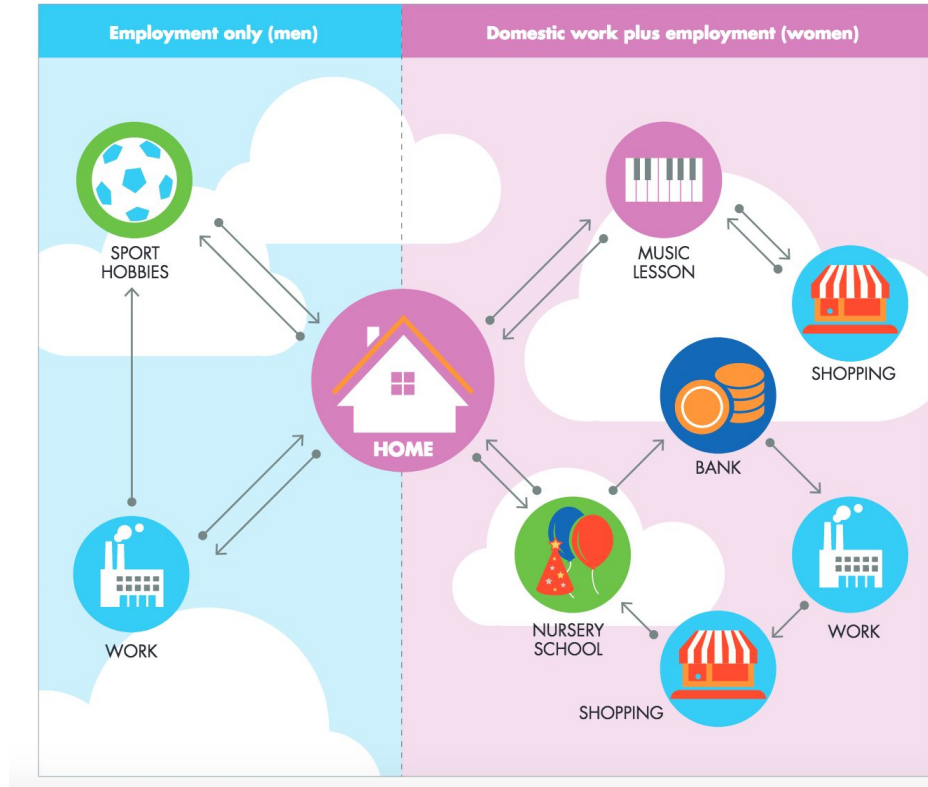 Employment only (men)
Domestic work plus employment (women)
SPORT
HOBBIES
MUSIC
LESSON
SHOPPING
HOME
BANK
WORK
NURSERY
SCHOOL
WORK
SHOPPING